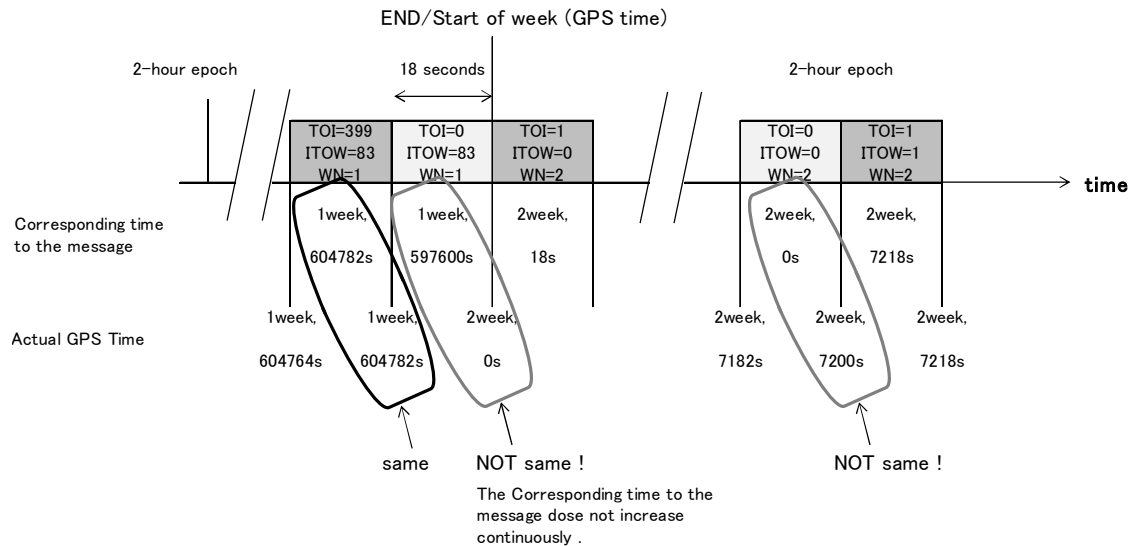 END/Start of week (GPS time)
2-hour epoch
18 seconds
2-hour epoch
TOI=399
ITOW=83
WN=1
TOI=0
ITOW=83
WN=1
TOI=1
ITOW=0
WN=2
TOI=0
ITOW=0
WN=2
TOI=1
ITOW=1
WN=2
time
Corresponding time
to the message
1week,
604782s
1week,
597600s
2week,
18s
2week,
0s
2week,
7218s
Actual GPS Time
1week,
604764s
1week,
604782s
2week,
0s
2week,
7182s
2week,
7200s
2week,
7218s
same
NOT same !
The Corresponding time to the
message dose not increase
continuously .
NOT same !